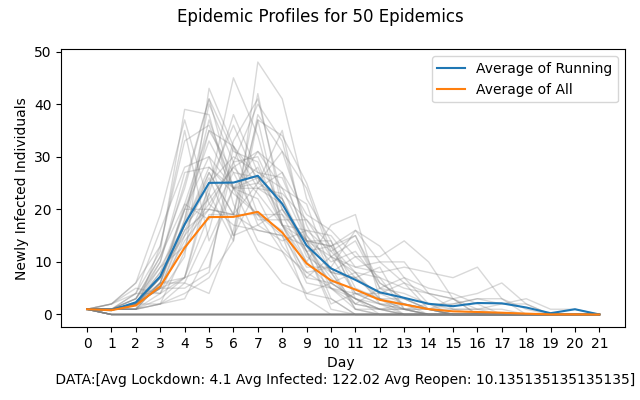 Epidemic Profiles for 50 Epidemics
50
40
30
20
10
0
Newly Infected Individuals
Average of Running
Average of All
0 1 2 3 4 5 6 7 8 9 10 11 12 13 14 15 16 17 18 19 20 21
Day
DATA:[Avg Lockdown: 4.1 Avg Infected: 122.02 Avg Reopen: 10.135135135135135]